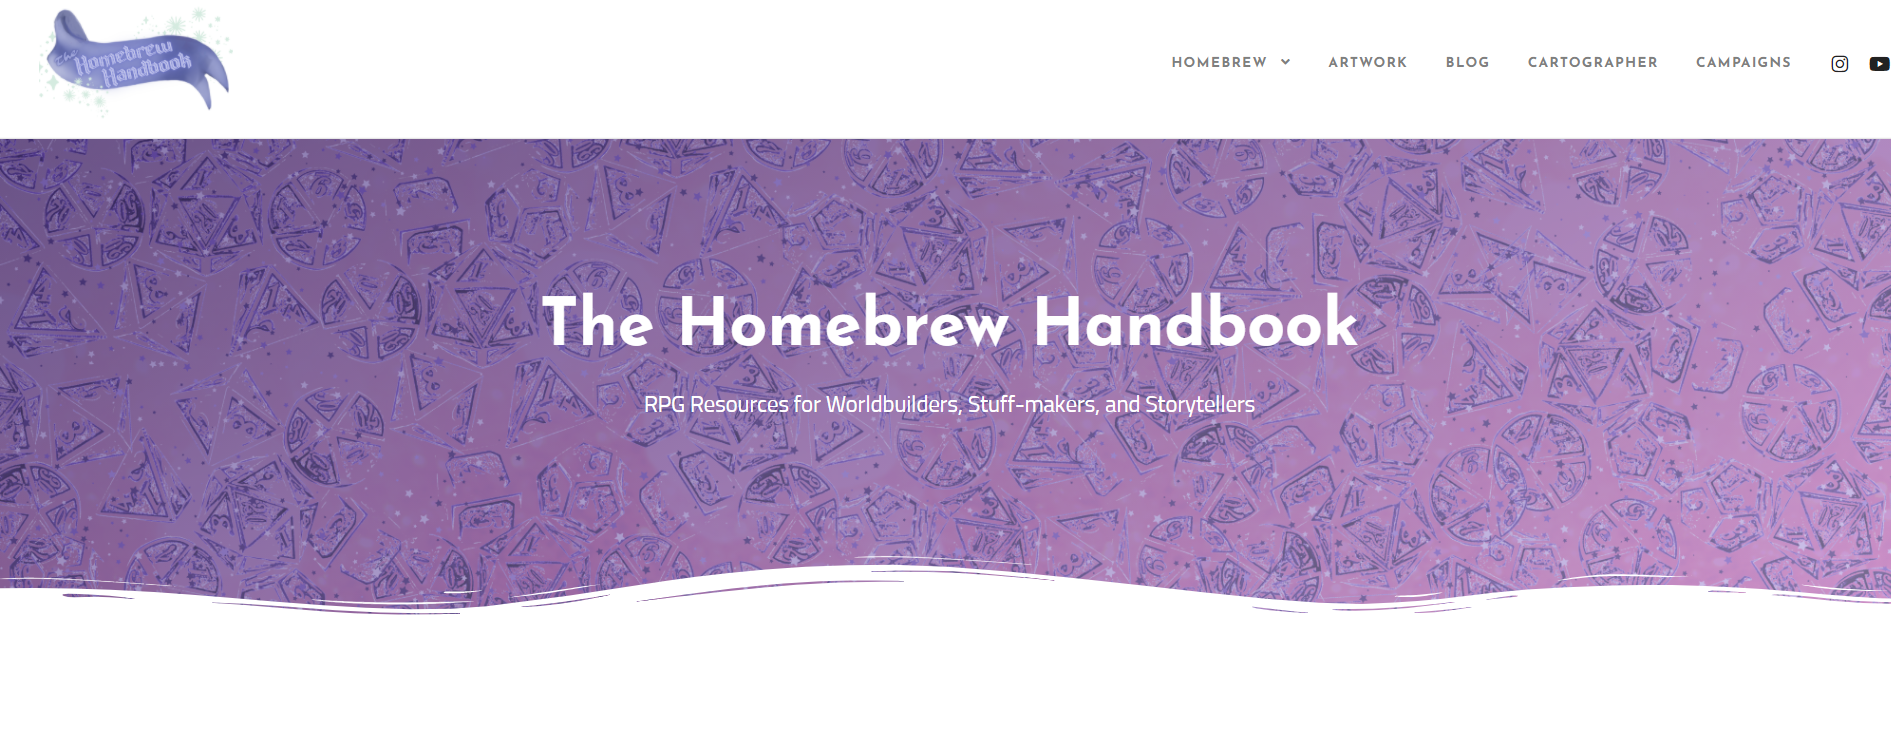 The
Homebrew
Handbook
HOMEBREW
ARTWORK
BLOG
CARTOGRAPHER
CAMPAIGNS
The Homebrew Handbook
RPG Resources for Worldbuilders, Stuff-makers, and Storytellers